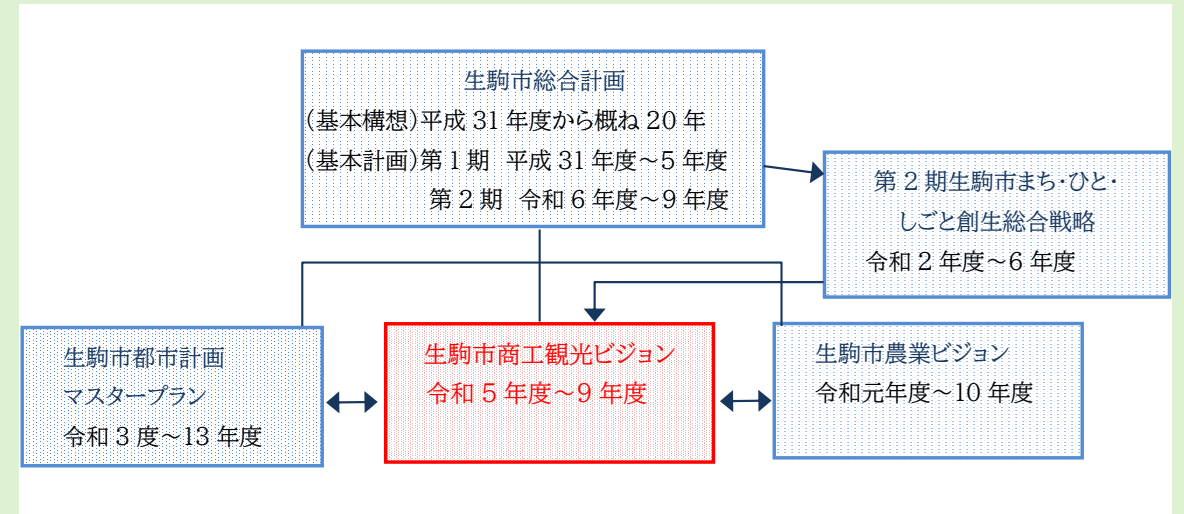 生駒市総合計画
(基本構想)平成 31 年度から概ね 20 年
(基本計画)第 1 期 平成 31 年度～5 年度
第 2 期 令和 6 年度～9 年度
第 2 期生駒市まち・ひと・
しごと創生総合戦略
令和 2 年度～6 年度
生駒市都市計画
マスタープラン
令和 3 度～13 年度
生駒市商工観光ビジョン
令和 5 年度～9 年度
生駒市農業ビジョン
令和元年度～10 年度